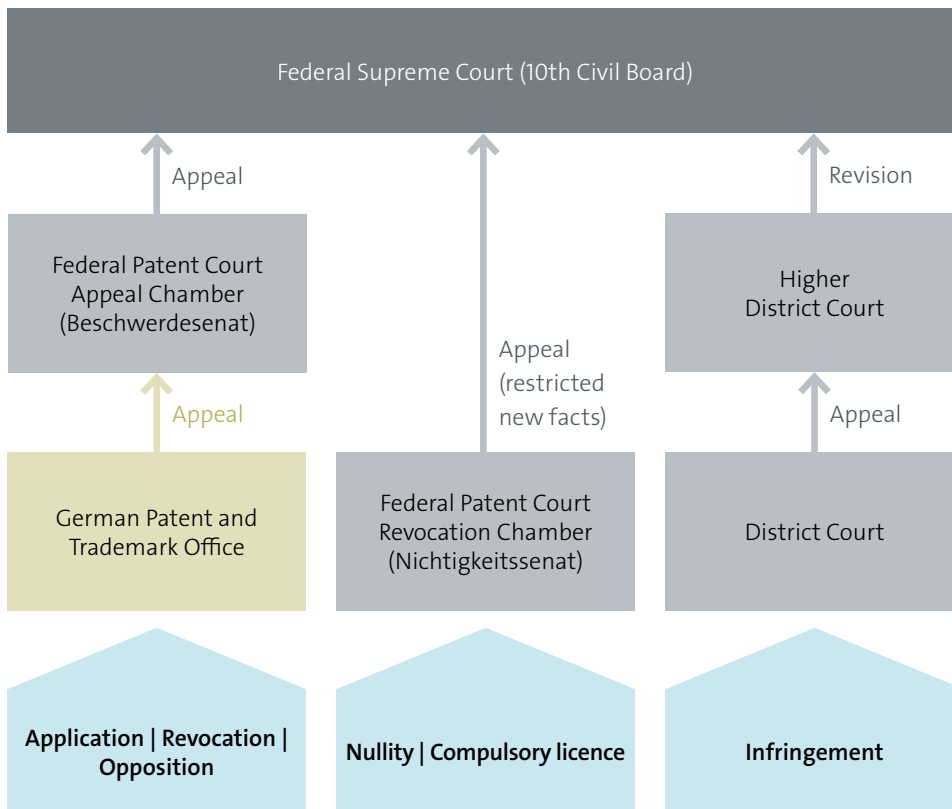 Federal Supreme Court (10th Civil Board)
Appeal
Revision
Federal Patent Court
Appeal Chamber
(Beschwerdesenat)
Higher
District Court
Appeal
(restricted
new facts)
Appeal
Appeal
German Patent and
Trademark Office
Federal Patent Court
Revocation Chamber
(Nichtigkeitssenat)
District Court
Application | Revocation |
Opposition
Nullity | Compulsory licence
Infringement